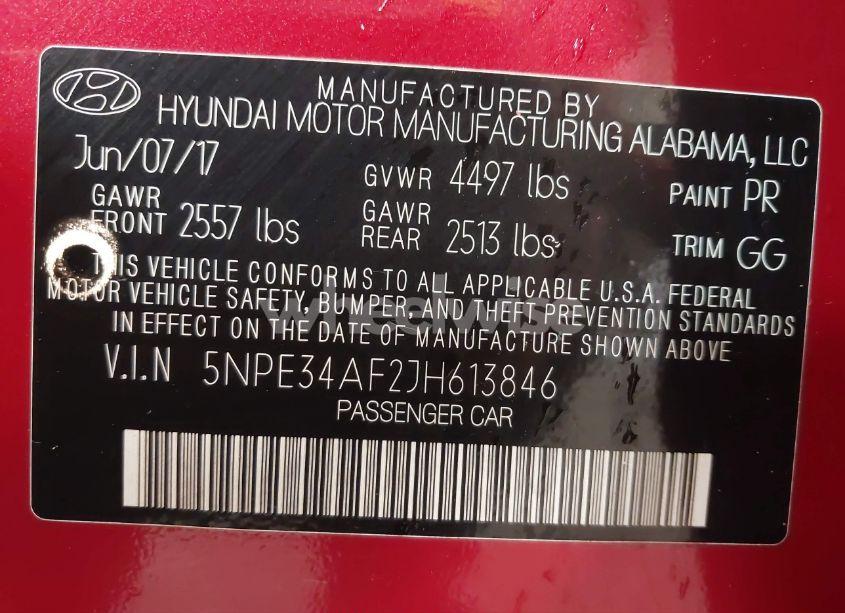 MANUFACTURED BY
HYUNDAI MOTOR MANUFACTURING ALABAMA, LLC
Jun/07/17 GVWR 4497 lbs PAINT PR
GAWR FRONT 2557 lbs GAWR REAR 2513 lbs TRIM GG
THIS VEHICLE CONFORMS TO ALL APPLICABLE U.S.A. FEDERAL
MOTOR VEHICLE SAFETY, BUMPER, AND THEFT PREVENTION STANDARDS
IN EFFECT ON THE DATE OF MANUFACTURE SHOWN ABOVE
V.I.N 5NPE34AF2JH613846
PASSENGER CAR
wheelwise